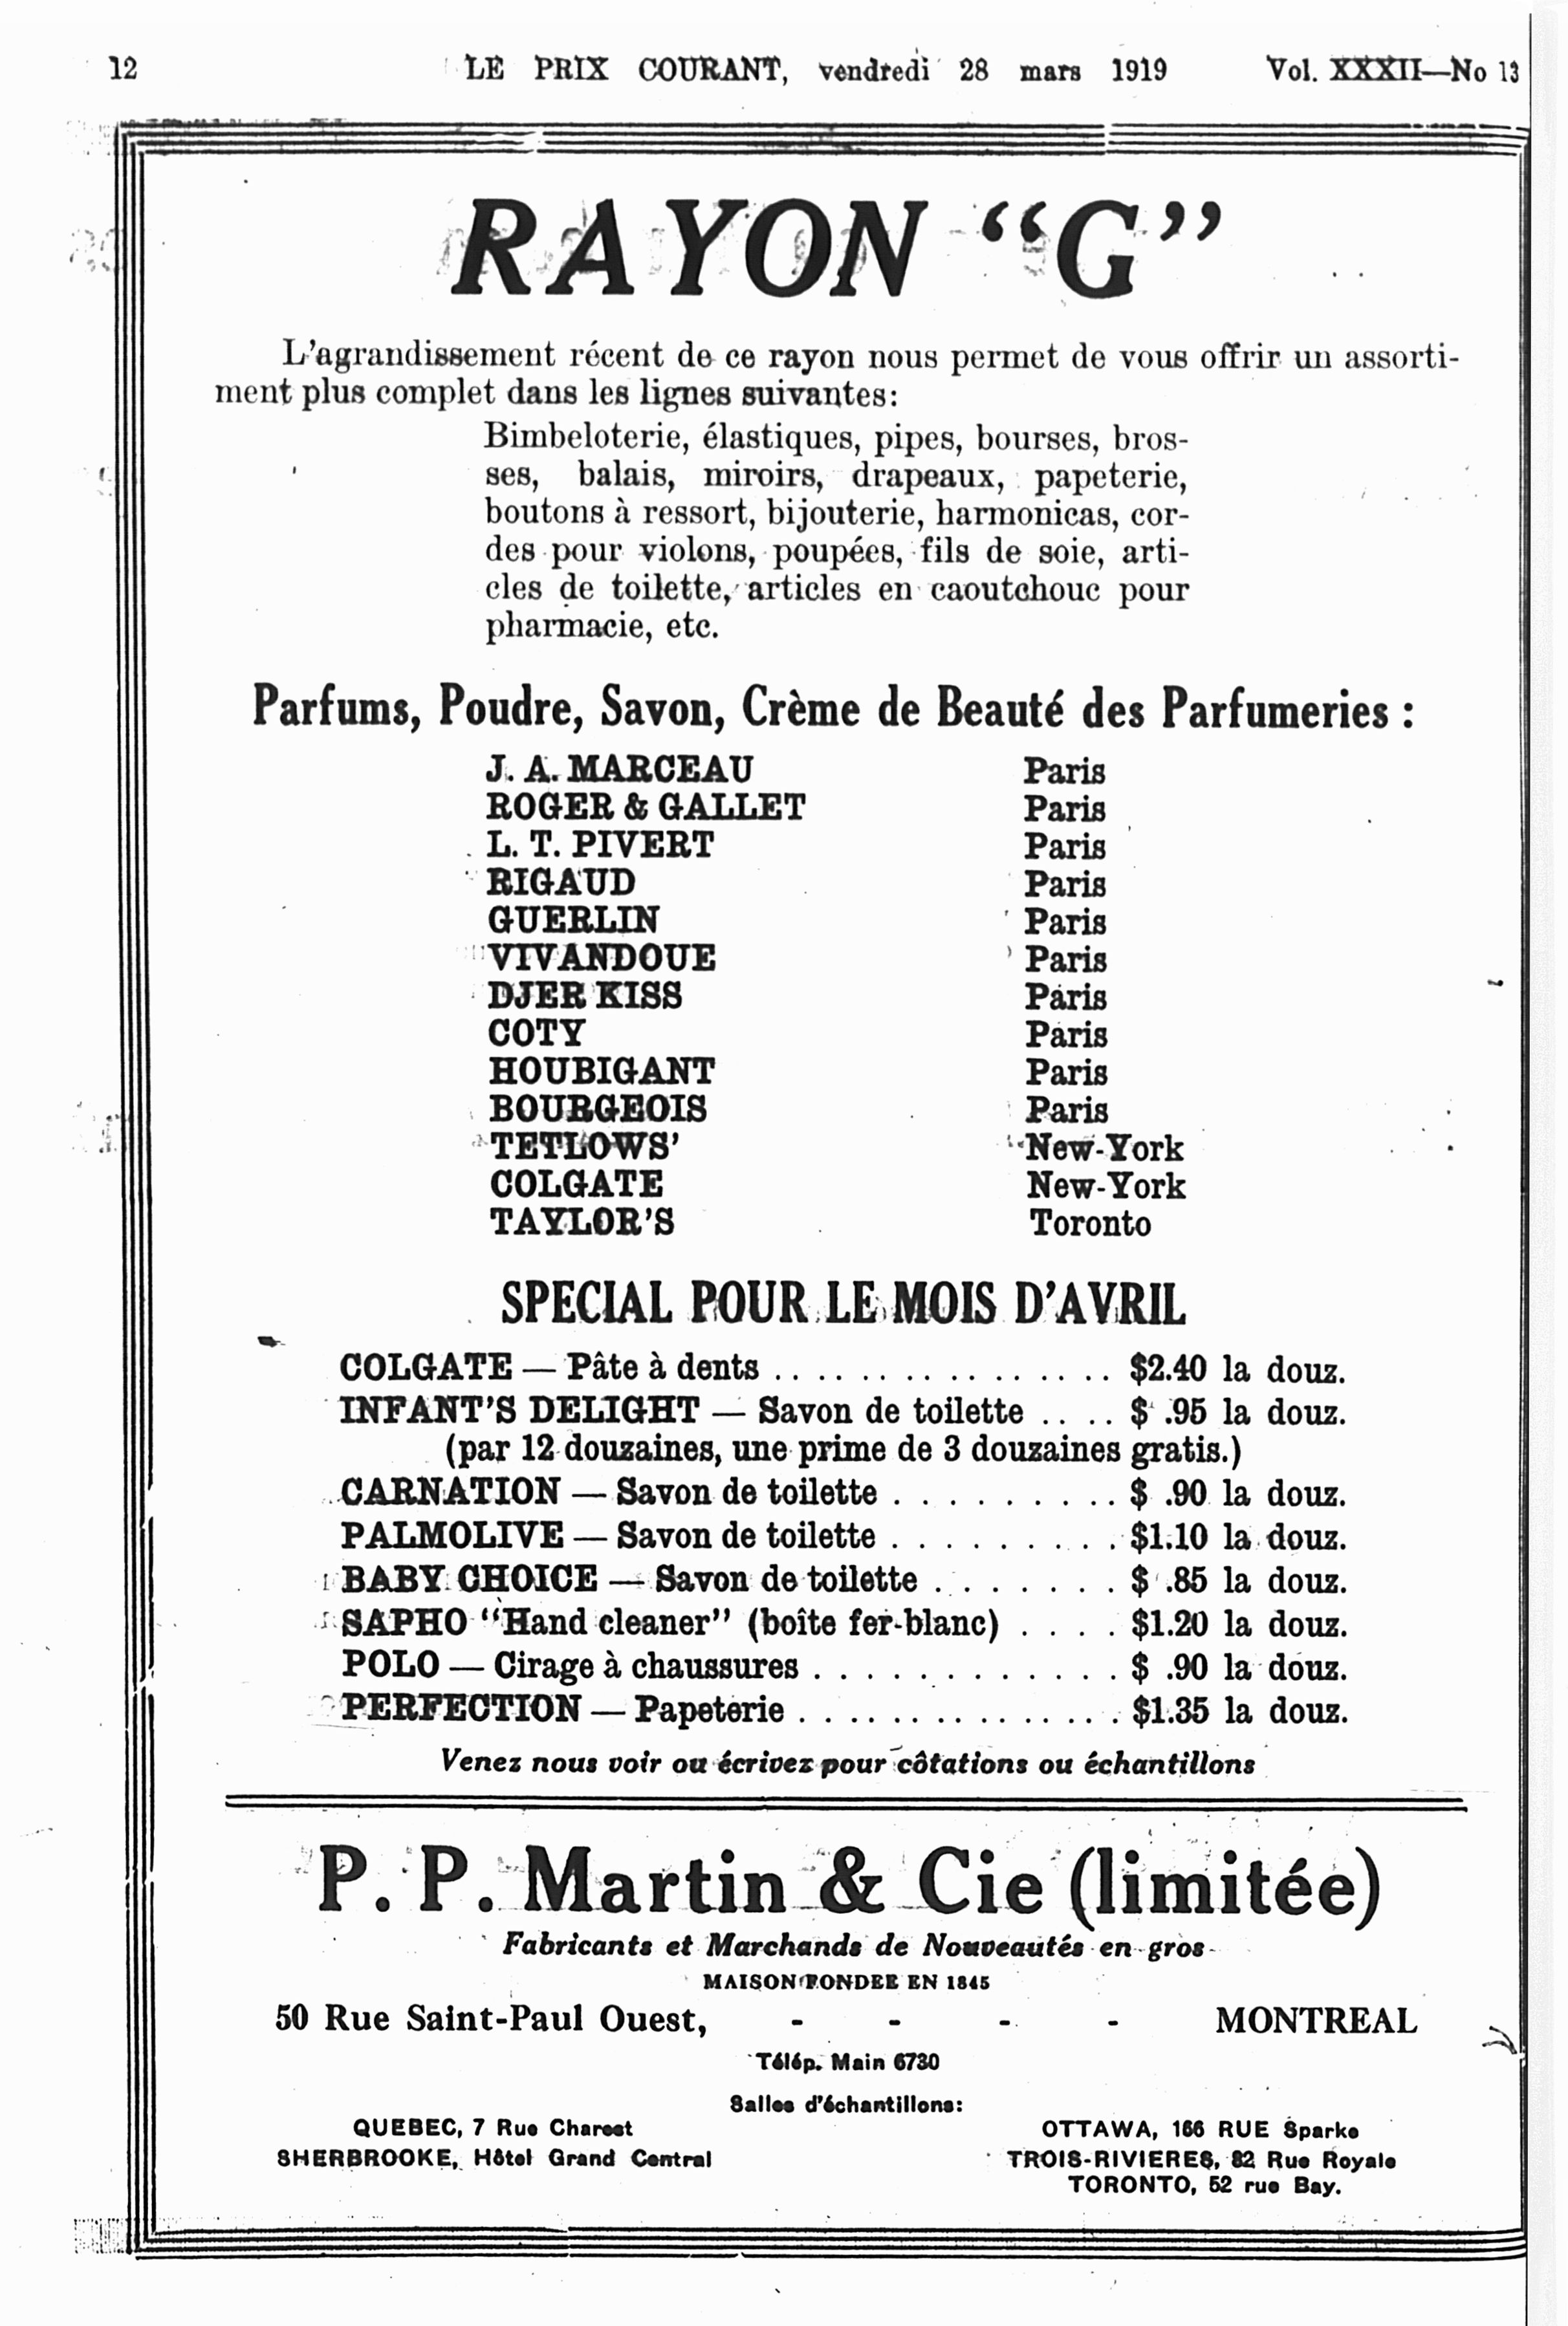 12 LE PRIX COURANT, vendredi 28 mars 1919 Vol. XXXII—No 13
RAYON "G"
L'agrandissement récent de ce rayon nous permet de vous offrir un assorti-
ment plus complet dans les lignes suivantes:
Bimbeloterie, élastiques, pipes, bourses, bros-
ses, balais, miroirs, drapeaux, papeterie,
boutons à ressort, bijouterie, harmonicas, cor-
des pour violons, poupées, fils de soie, arti-
cles de toilette, articles en caoutchouc pour
pharmacie, etc.
Parfums, Poudre, Savon, Crème de Beauté des Parfumeries :
J. A. MARCEAU Paris
ROGER & GALLET Paris
L. T. PIVERT Paris
RIGAUD Paris
GUERLIN Paris
VIVANDOUE Paris
DJER KISS Paris
COTY Paris
HOUBIGANT Paris
BOURGEOIS Paris
TETLOWS' New-York
COLGATE New-York
TAYLOR'S Toronto
SPECIAL POUR LE MOIS D'AVRIL
COLGATE — Pâte à dents . . . . . . . . . . . . . . . $2.40 la douz.
INFANT'S DELIGHT — Savon de toilette . . . . $ .95 la douz.
(par 12 douzaines, une prime de 3 douzaines gratis.)
CARNATION — Savon de toilette . . . . . . . . . $ .90 la douz.
PALMOLIVE — Savon de toilette . . . . . . . . . $1.10 la douz.
BABY CHOICE — Savon de toilette . . . . . . . $ .85 la douz.
SAPHO "Hand cleaner" (boîte fer-blanc) . . . . $1.20 la douz.
POLO — Cirage à chaussures . . . . . . . . . . . . $ .90 la douz.
PERFECTION — Papeterie . . . . . . . . . . . . . . $1.35 la douz.
Venez nous voir ou écrivez pour côtations ou échantillons
P. P. Martin & Cie (limitée)
Fabricants et Marchands de Nouveautés en gros
MAISON FONDEE EN 1845
50 Rue Saint-Paul Ouest, - - - - MONTREAL
Télép. Main 6730
Salles d'échantillons:
QUEBEC, 7 Rue Charest OTTAWA, 166 RUE Sparke
SHERBROOKE, Hôtel Grand Central TROIS-RIVIERES, 82 Rue Royale
TORONTO, 52 rue Bay.